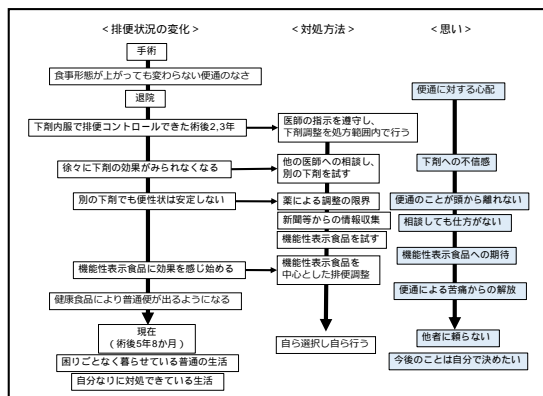 ＜排便状況の変化＞
手術
食事形態が上がっても変わらない便通のなさ
退院
下剤内服で排便コントロールできた術後2,3年
徐々に下剤の効果がみられなくなる
別の下剤でも便性状は安定しない
機能性表示食品に効果を感じ始める
健康食品により普通便が出るようになる
現在
（術後5年8か月）
困りごとなく暮らせている普通の生活
自分なりに対処できている生活
＜対処方法＞
医師の指示を遵守し、
下剤調整を処方範囲内で行う
他の医師への相談し、
別の下剤を試す
薬による調整の限界
新聞等からの情報収集
機能性表示食品を試す
機能性表示食品を
中心とした排便調整
自ら選択し自ら行う
＜思い＞
便通に対する心配
下剤への不信感
便通のことが頭から離れない
相談しても仕方がない
機能性表示食品への期待
便通による苦痛からの解放
他者に頼らない
今後のことは自分で決めたい